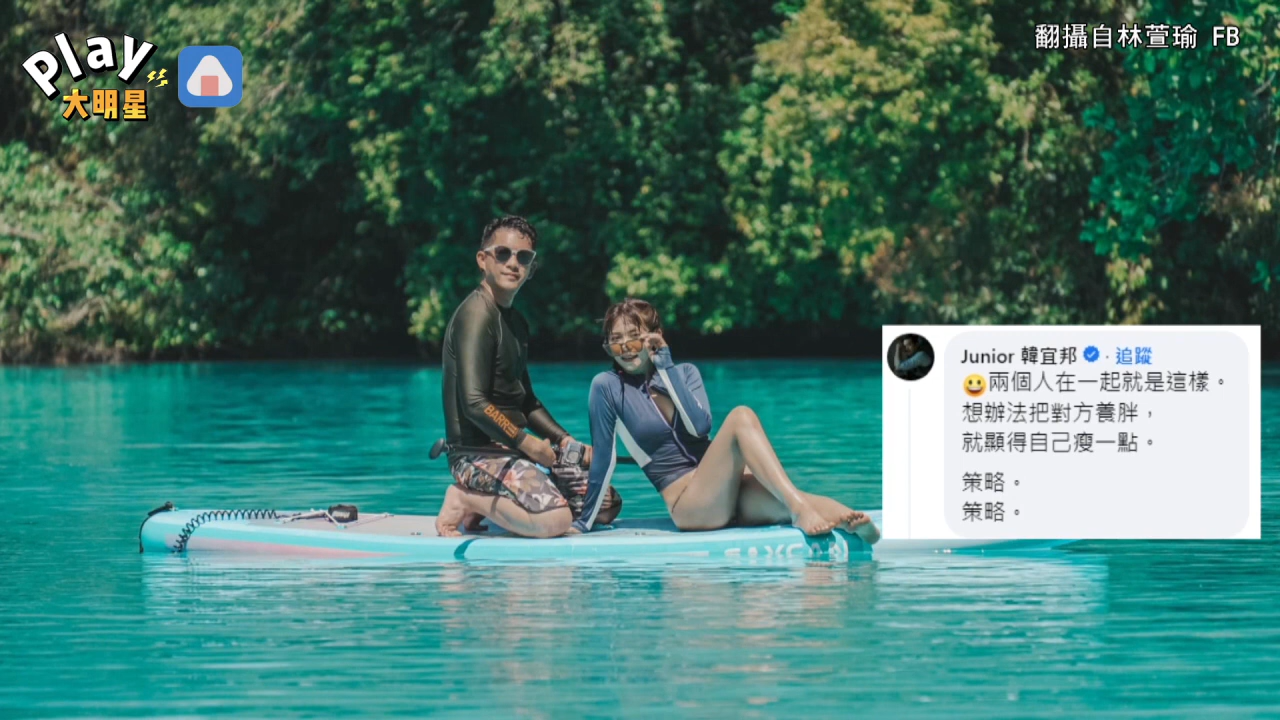 Play
大明星
翻攝自林萱瑜 FB
BARRE
Junior 韓宜邦 · 追蹤
😀兩個人在一起就是這樣。
想辦法把對方養胖，
就顯得自己瘦一點。
策略。
策略。